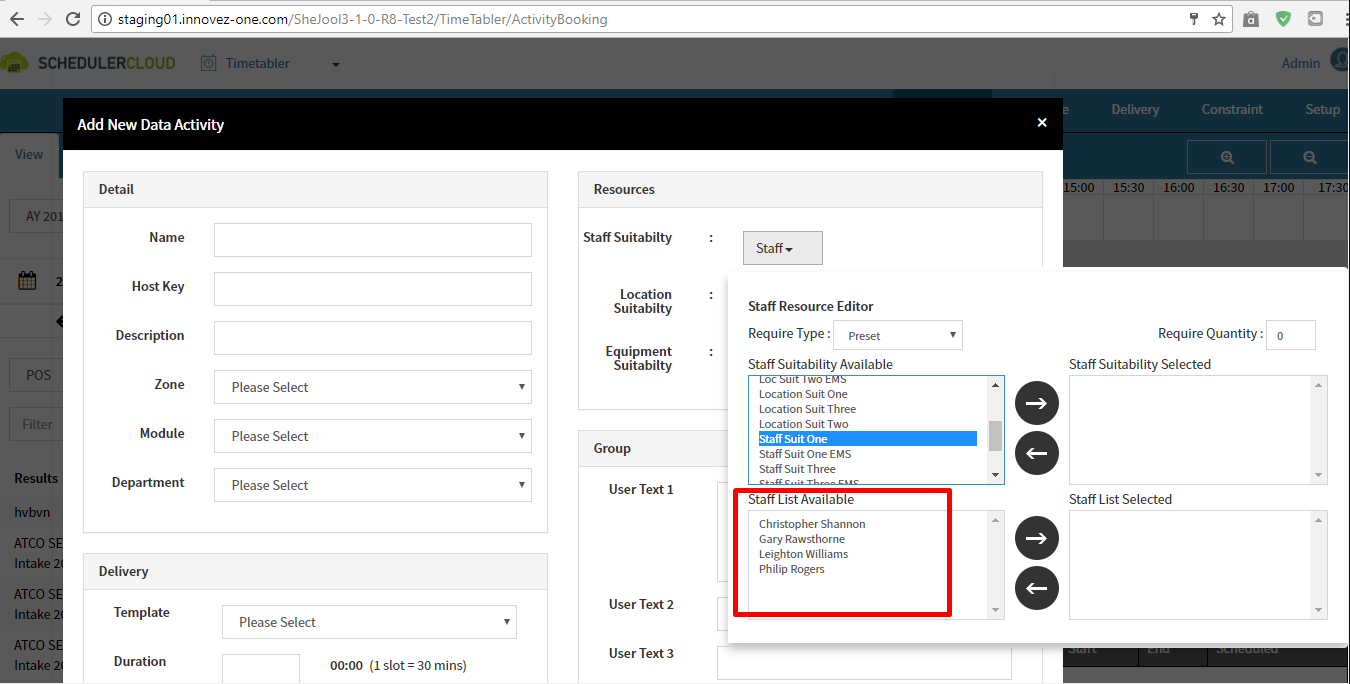 staging01.innovez-one.com/SheJool3-1-0-R8-Test2/TimeTabler/ActivityBooking
SCHEDULERCLOUD Timetabler Admin
Add New Data Activity ×
Delivery Constraint Setup
View
15:00 15:30 16:00 16:30 17:00 17:30
AY 201
2
POS
Filter
Results
hvbvn
ATCO SE
Intake 20
ATCO SE
Intake 20
ATCO SE
Intake 20
Detail
Name
Host Key
Description
Zone Please Select
Module Please Select
Department Please Select
Delivery
Template Please Select
Duration 00:00 (1 slot = 30 mins)
Resources
Staff Suitabilty : Staff
Location :
Suitabilty
Equipment :
Suitabilty
Group
User Text 1
User Text 2
User Text 3
Staff Resource Editor
Require Type : Preset Require Quantity : 0
Staff Suitability Available Staff Suitability Selected
Loc Suit Two EMS
Location Suit One
Location Suit Three
Location Suit Two
Staff Suit One
Staff Suit One EMS
Staff Suit Three
Staff Suit Three EMS
Staff List Available Staff List Selected
Christopher Shannon
Gary Rawsthorne
Leighton Williams
Philip Rogers
Start End Scheduled